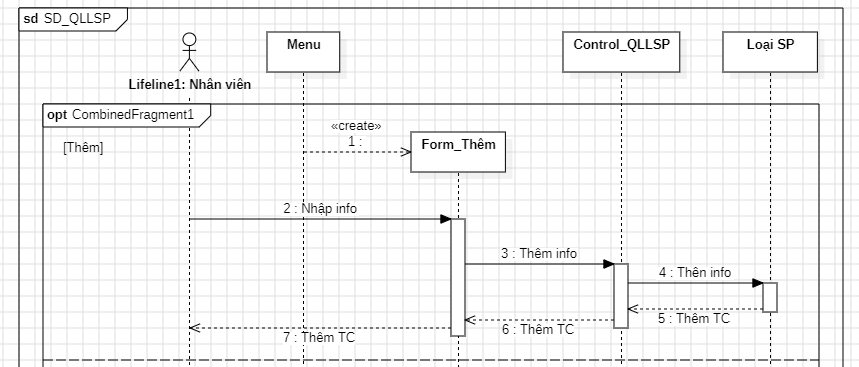 sd SD_QLLSP
Lifeline1: Nhân viên
Menu
Control_QLLSP
Loại SP
opt CombinedFragment1
[Thêm]
«create»
1 :
Form_Thêm
2 : Nhập info
3 : Thêm info
4 : Thên info
5 : Thêm TC
6 : Thêm TC
7 : Thêm TC